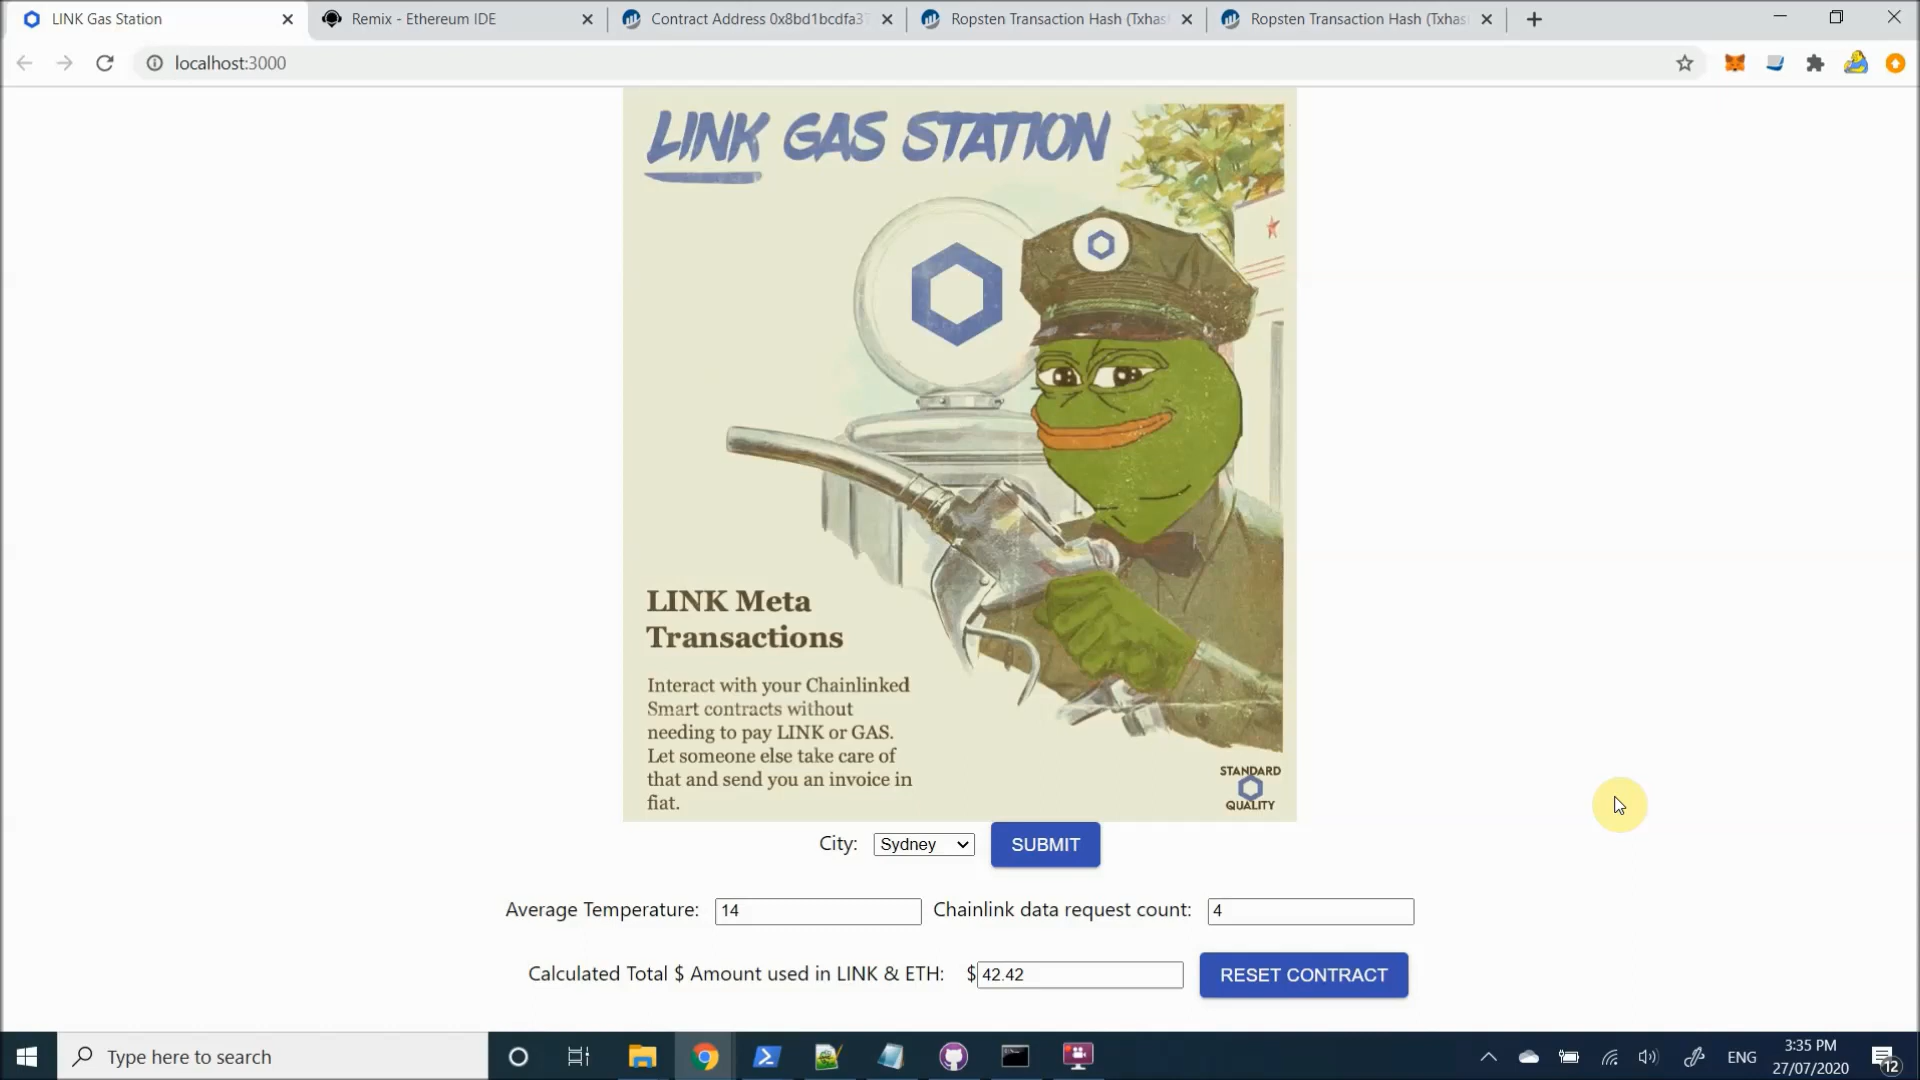 LINK Gas Station
Remix - Ethereum IDE
Contract Address 0x8bd1bcdfa37
Ropsten Transaction Hash (Txhas
Ropsten Transaction Hash (Txhas
localhost:3000
LINK GAS STATION
LINK Meta
Transactions
Interact with your Chainlinked
Smart contracts without
needing to pay LINK or GAS.
Let someone else take care of
that and send you an invoice in
fiat.
STANDARD
QUALITY
City: Sydney SUBMIT
Average Temperature: 14 Chainlink data request count: 4
Calculated Total $ Amount used in LINK & ETH: $42.42 RESET CONTRACT
Type here to search
ENG
3:35 PM
27/07/2020
12